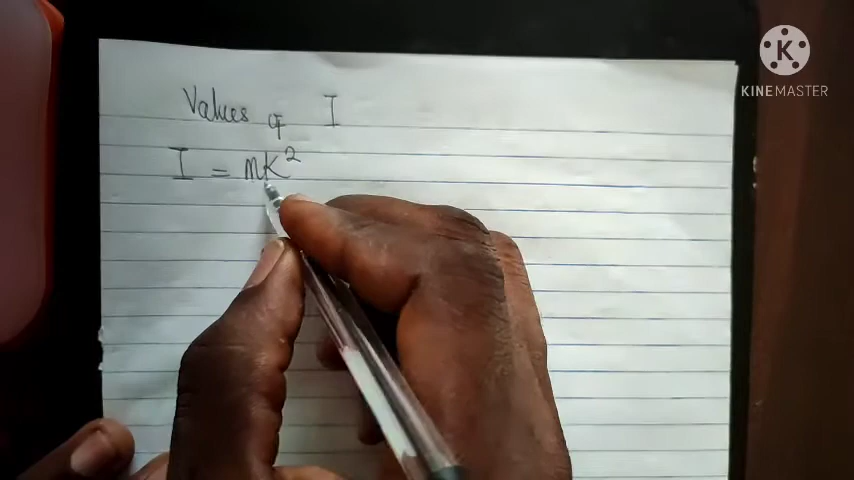 Values of I
I = mK²
K
KINEMASTER